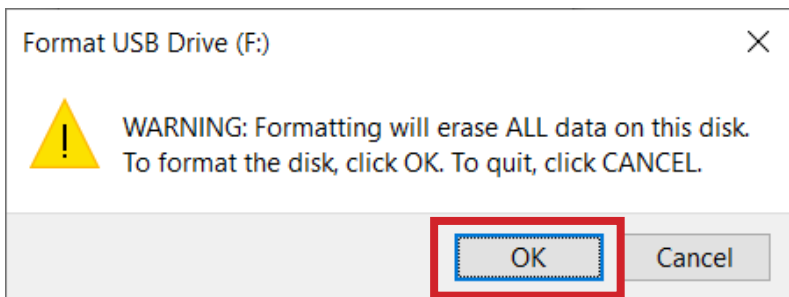 Format USB Drive (F:)
WARNING: Formatting will erase ALL data on this disk.
To format the disk, click OK. To quit, click CANCEL.
OK
Cancel